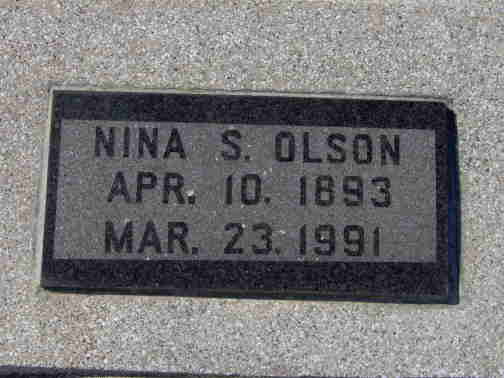 NINA S. OLSON
APR. 10. 1893
MAR. 23. 1991